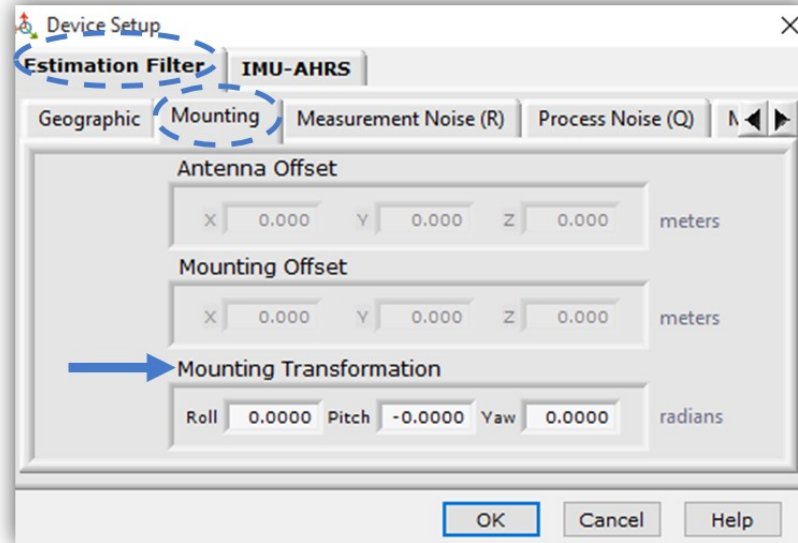 Device Setup
Estimation Filter IMU-AHRS
Geographic Mounting Measurement Noise (R) Process Noise (Q)
Antenna Offset
X 0.000 Y 0.000 Z 0.000 meters
Mounting Offset
X 0.000 Y 0.000 Z 0.000 meters
Mounting Transformation
Roll 0.0000 Pitch -0.0000 Yaw 0.0000 radians
OK Cancel Help